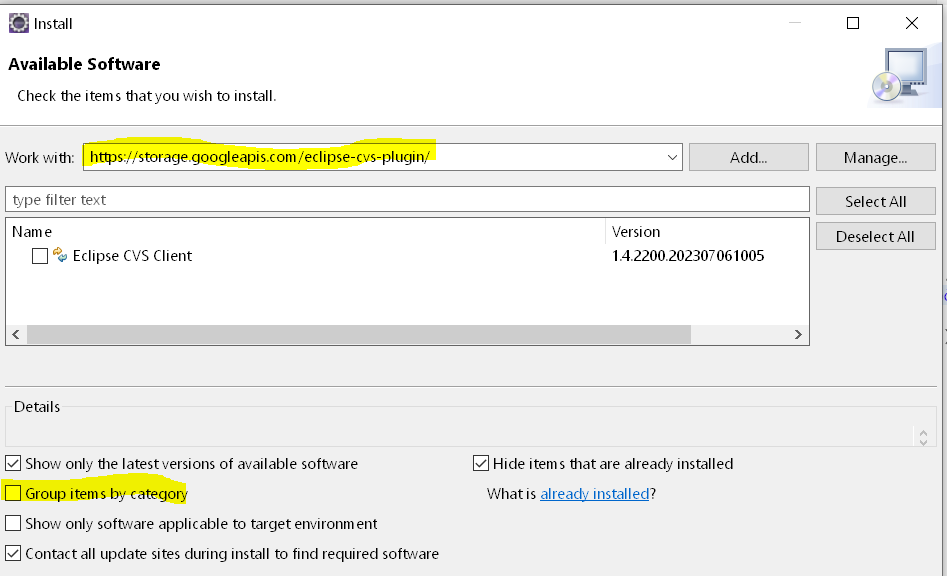 Install
Available Software
Check the items that you wish to install.
Work with: https://storage.googleapis.com/eclipse-cvs-plugin/ Add... Manage...
type filter text Select All
Name Version Deselect All
Eclipse CVS Client 1.4.2200.202307061005
Details
Show only the latest versions of available software Hide items that are already installed
Group items by category What is already installed?
Show only software applicable to target environment
Contact all update sites during install to find required software